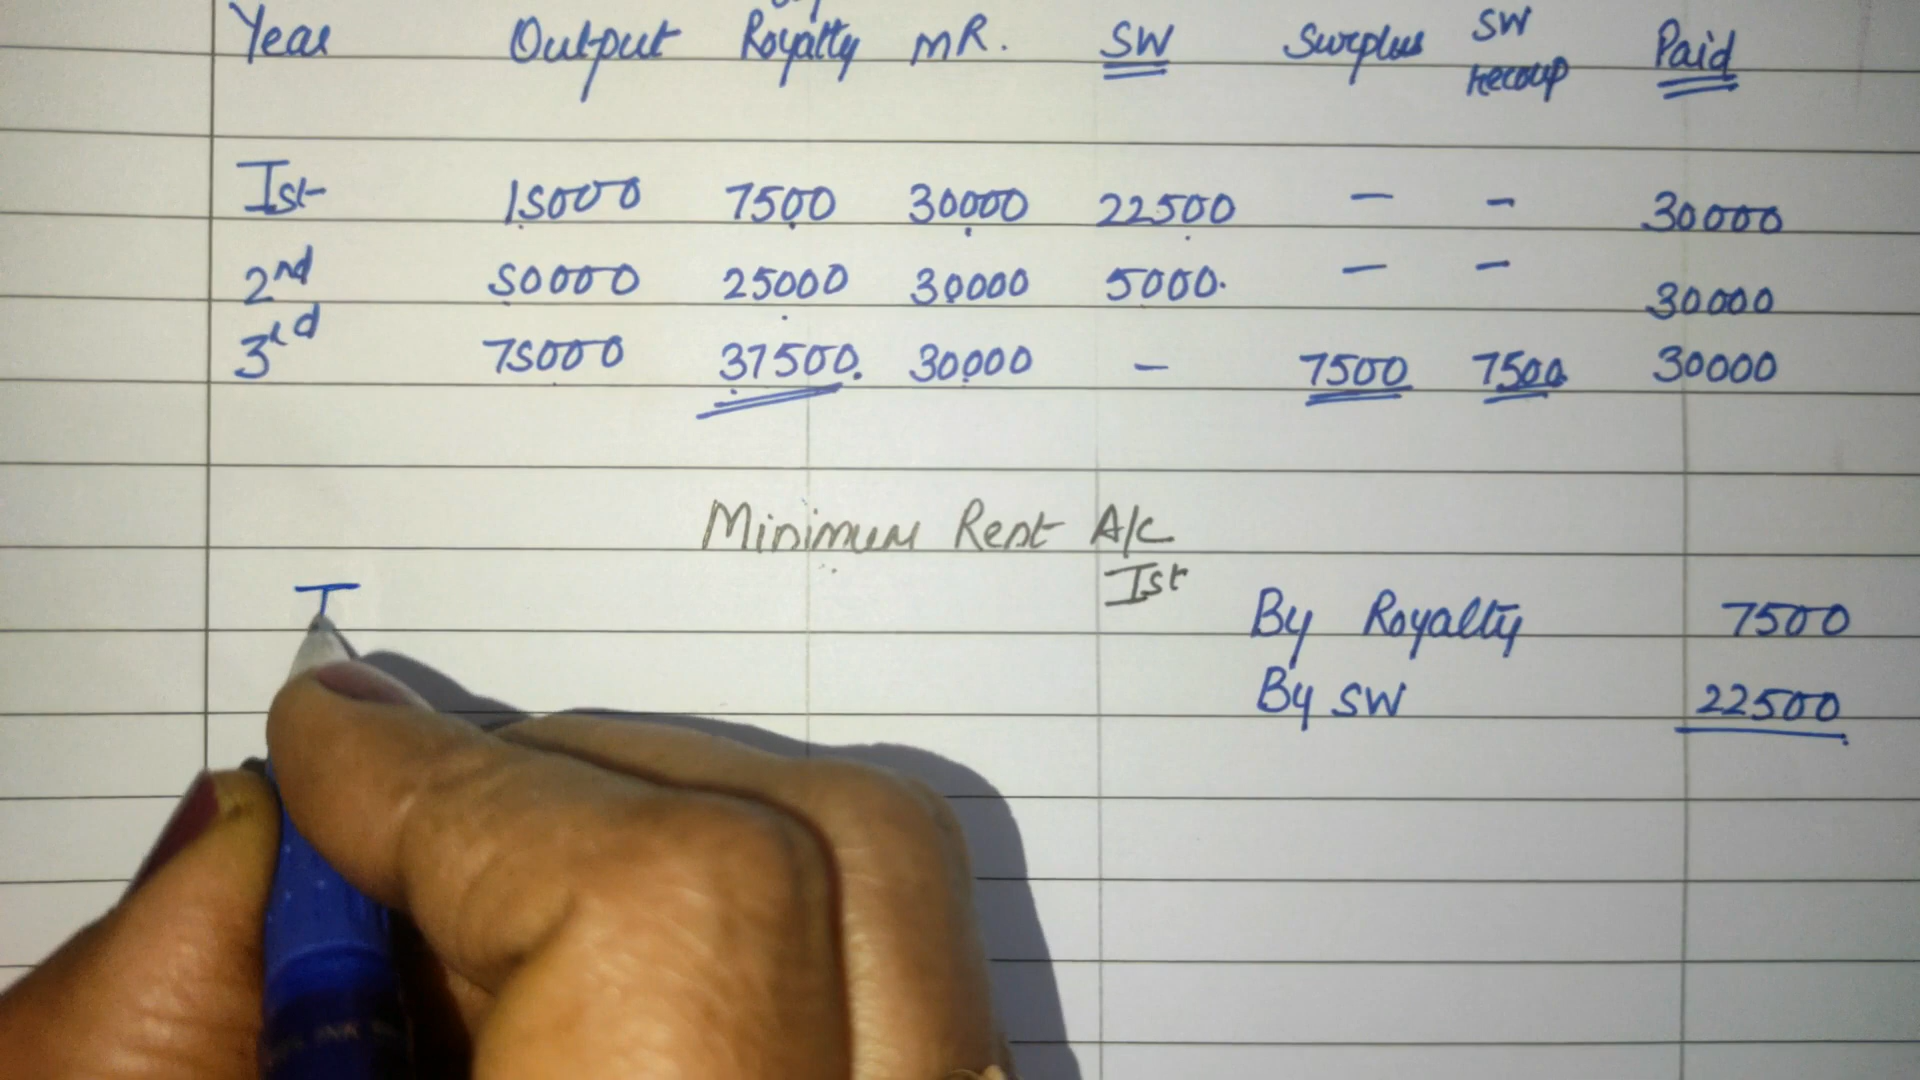 Year Output Royalty MR. SW Surplus SW recoup Paid
Ist 15000 7500 30000 22500 - - 30000
2nd 50000 25000 30000 5000. - - 30000
3rd 75000 37500. 30000 - 7500 7500 30000
Minimum Rent A/c
Ist
By Royalty 7500
By SW 22500
T